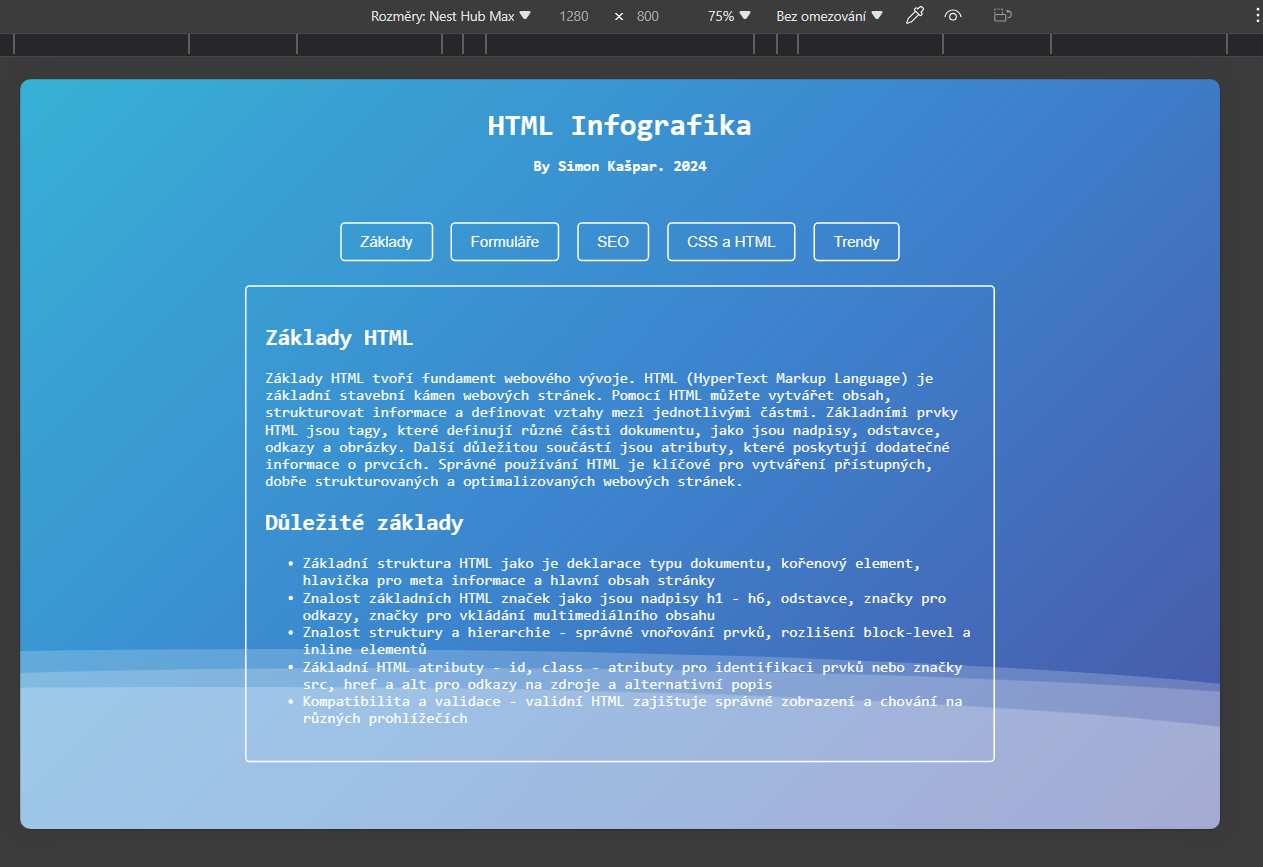 Rozměry: Nest Hub Max 1280 × 800 75% Bez omezování
HTML Infografika
By Simon Kašpar. 2024
Základy Formuláře SEO CSS a HTML Trendy
Základy HTML
Základy HTML tvoří fundament webového vývoje. HTML (HyperText Markup Language) je
základní stavební kámen webových stránek. Pomocí HTML můžete vytvářet obsah,
strukturovat informace a definovat vztahy mezi jednotlivými částmi. Základními prvky
HTML jsou tagy, které definují různé části dokumentu, jako jsou nadpisy, odstavce,
odkazy a obrázky. Další důležitou součástí jsou atributy, které poskytují dodatečné
informace o prvcích. Správné používání HTML je klíčové pro vytváření přístupných,
dobře strukturovaných a optimalizovaných webových stránek.
Důležité základy
• Základní struktura HTML jako je deklarace typu dokumentu, kořenový element,
hlavička pro meta informace a hlavní obsah stránky
• Znalost základních HTML značek jako jsou nadpisy h1 - h6, odstavce, značky pro
odkazy, značky pro vkládání multimediálního obsahu
• Znalost struktury a hierarchie - správné vnořování prvků, rozlišení block-level a
inline elementů
• Základní HTML atributy - id, class - atributy pro identifikaci prvků nebo značky
src, href a alt pro odkazy na zdroje a alternativní popis
• Kompatibilita a validace - validní HTML zajištuje správné zobrazení a chování na
různých prohlížečích